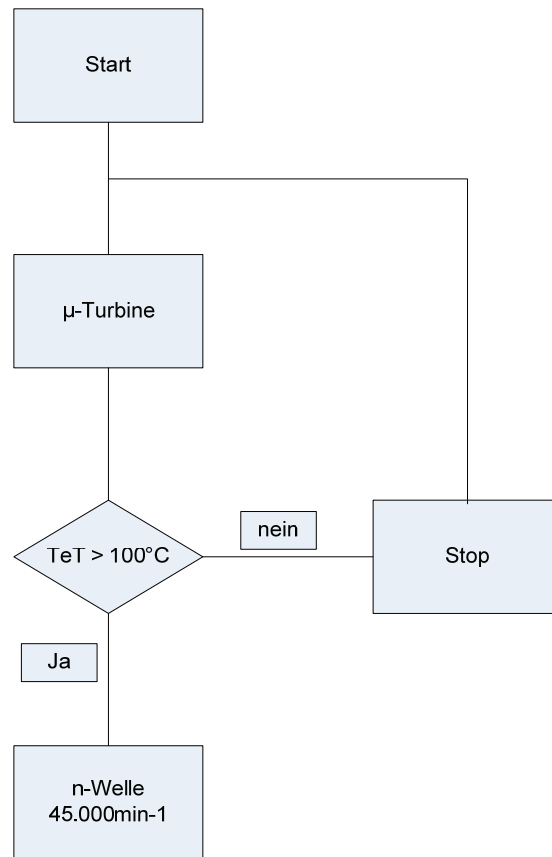 Start
µ-Turbine
TeT > 100°C
nein
Stop
Ja
n-Welle
45.000min-1